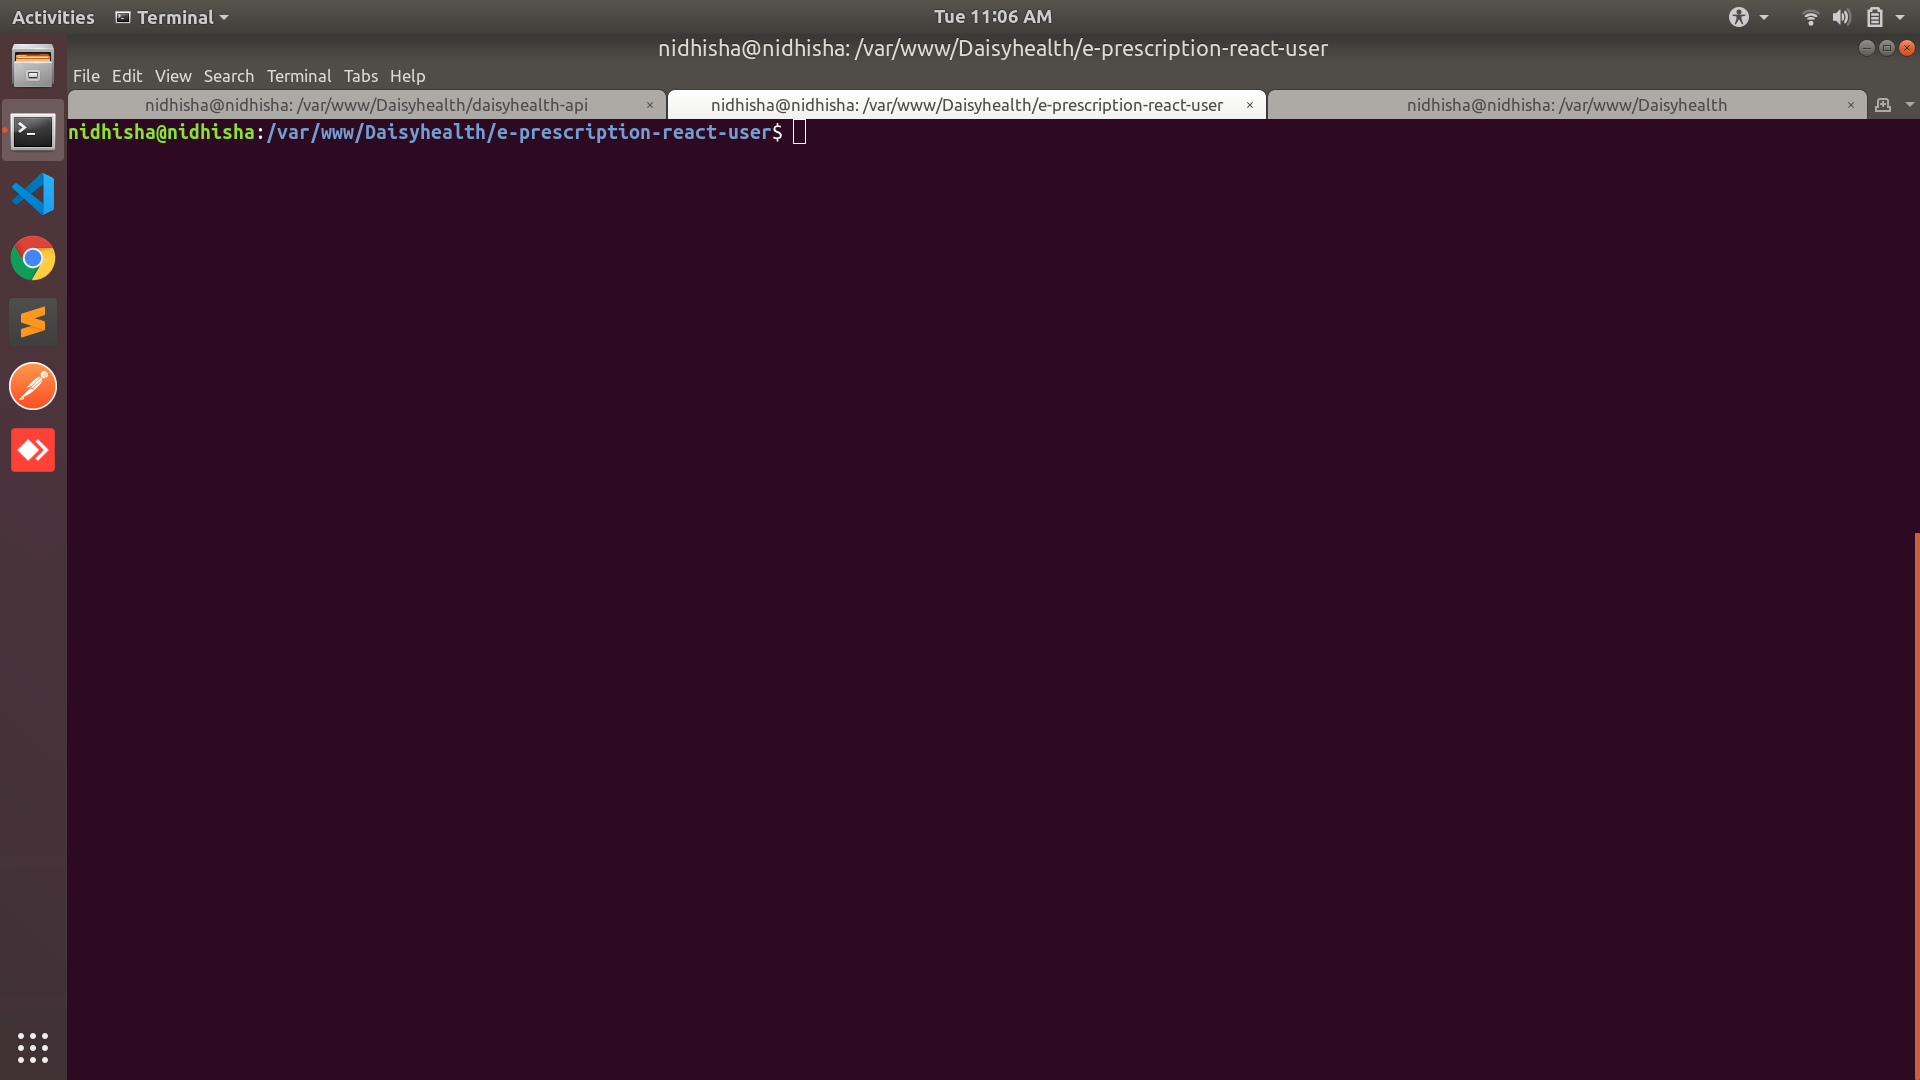 Activities Terminal Tue 11:06 AM
nidhisha@nidhisha: /var/www/Daisyhealth/e-prescription-react-user
File Edit View Search Terminal Tabs Help
nidhisha@nidhisha: /var/www/Daisyhealth/daisyhealth-api × nidhisha@nidhisha: /var/www/Daisyhealth/e-prescription-react-user × nidhisha@nidhisha: /var/www/Daisyhealth ×
nidhisha@nidhisha:/var/www/Daisyhealth/e-prescription-react-user$